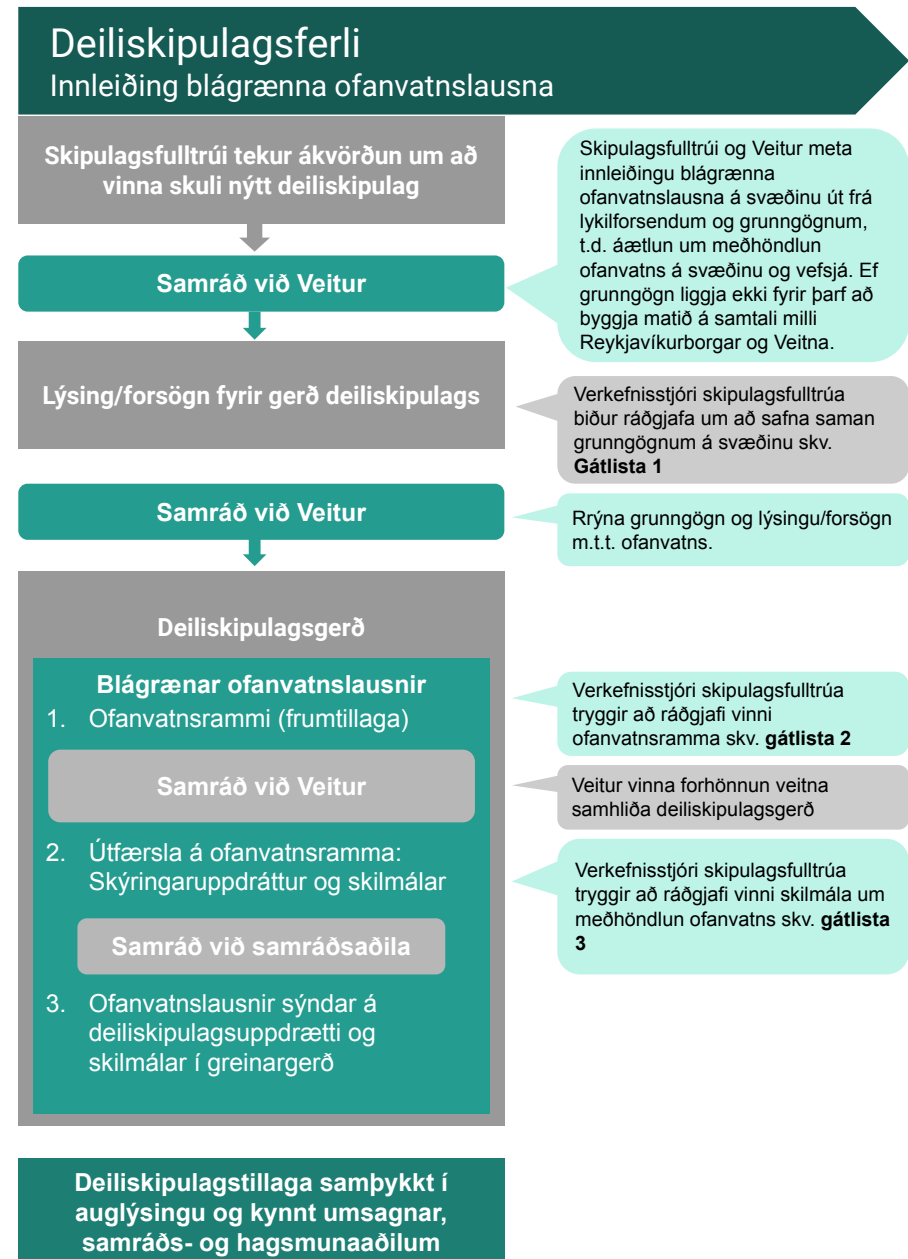 Deiliskipulagsferli
Innleiðing blágrænna ofanvatnslausna
Skipulagsfulltrúi tekur ákvörðun um að
vinna skuli nýtt deiliskipulag
Skipulagsfulltrúi og Veitur meta
innleiðingu blágrænna
ofanvatnslausna á svæðinu út frá
lykilforsendum og grunngögnum,
t.d. áætlun um meðhöndlun
ofanvatns á svæðinu og vefsjá. Ef
grunngögn liggja ekki fyrir þarf að
byggja matið á samtali milli
Reykjavíkurborgar og Veitna.
Samráð við Veitur
Lýsing/forsögn fyrir gerð deiliskipulags
Verkefnisstjóri skipulagsfulltrúa
biður ráðgjafa um að safna saman
grunngögnum á svæðinu skv.
Gátlista 1
Samráð við Veitur
Rrýna grunngögn og lýsingu/forsögn
m.t.t. ofanvatns.
Deiliskipulagsgerð
Blágrænar ofanvatnslausnir
1. Ofanvatnsrammi (frumtillaga)
Verkefnisstjóri skipulagsfulltrúa
tryggir að ráðgjafi vinni
ofanvatnsramma skv. gátlista 2
Samráð við Veitur
Veitur vinna forhönnun veitna
samhliða deiliskipulagsgerð
2. Útfærsla á ofanvatnsramma:
Skýringaruppdráttur og skilmálar
Verkefnisstjóri skipulagsfulltrúa
tryggir að ráðgjafi vinni skilmála um
meðhöndlun ofanvatns skv. gátlista
3
Samráð við samráðsaðila
3. Ofanvatnslausnir sýndar á
deiliskipulagsuppdrætti og
skilmálar í greinargerð
Deiliskipulagstillaga samþykkt í
auglýsingu og kynnt umsagnar,
samráðs- og hagsmunaaðilum